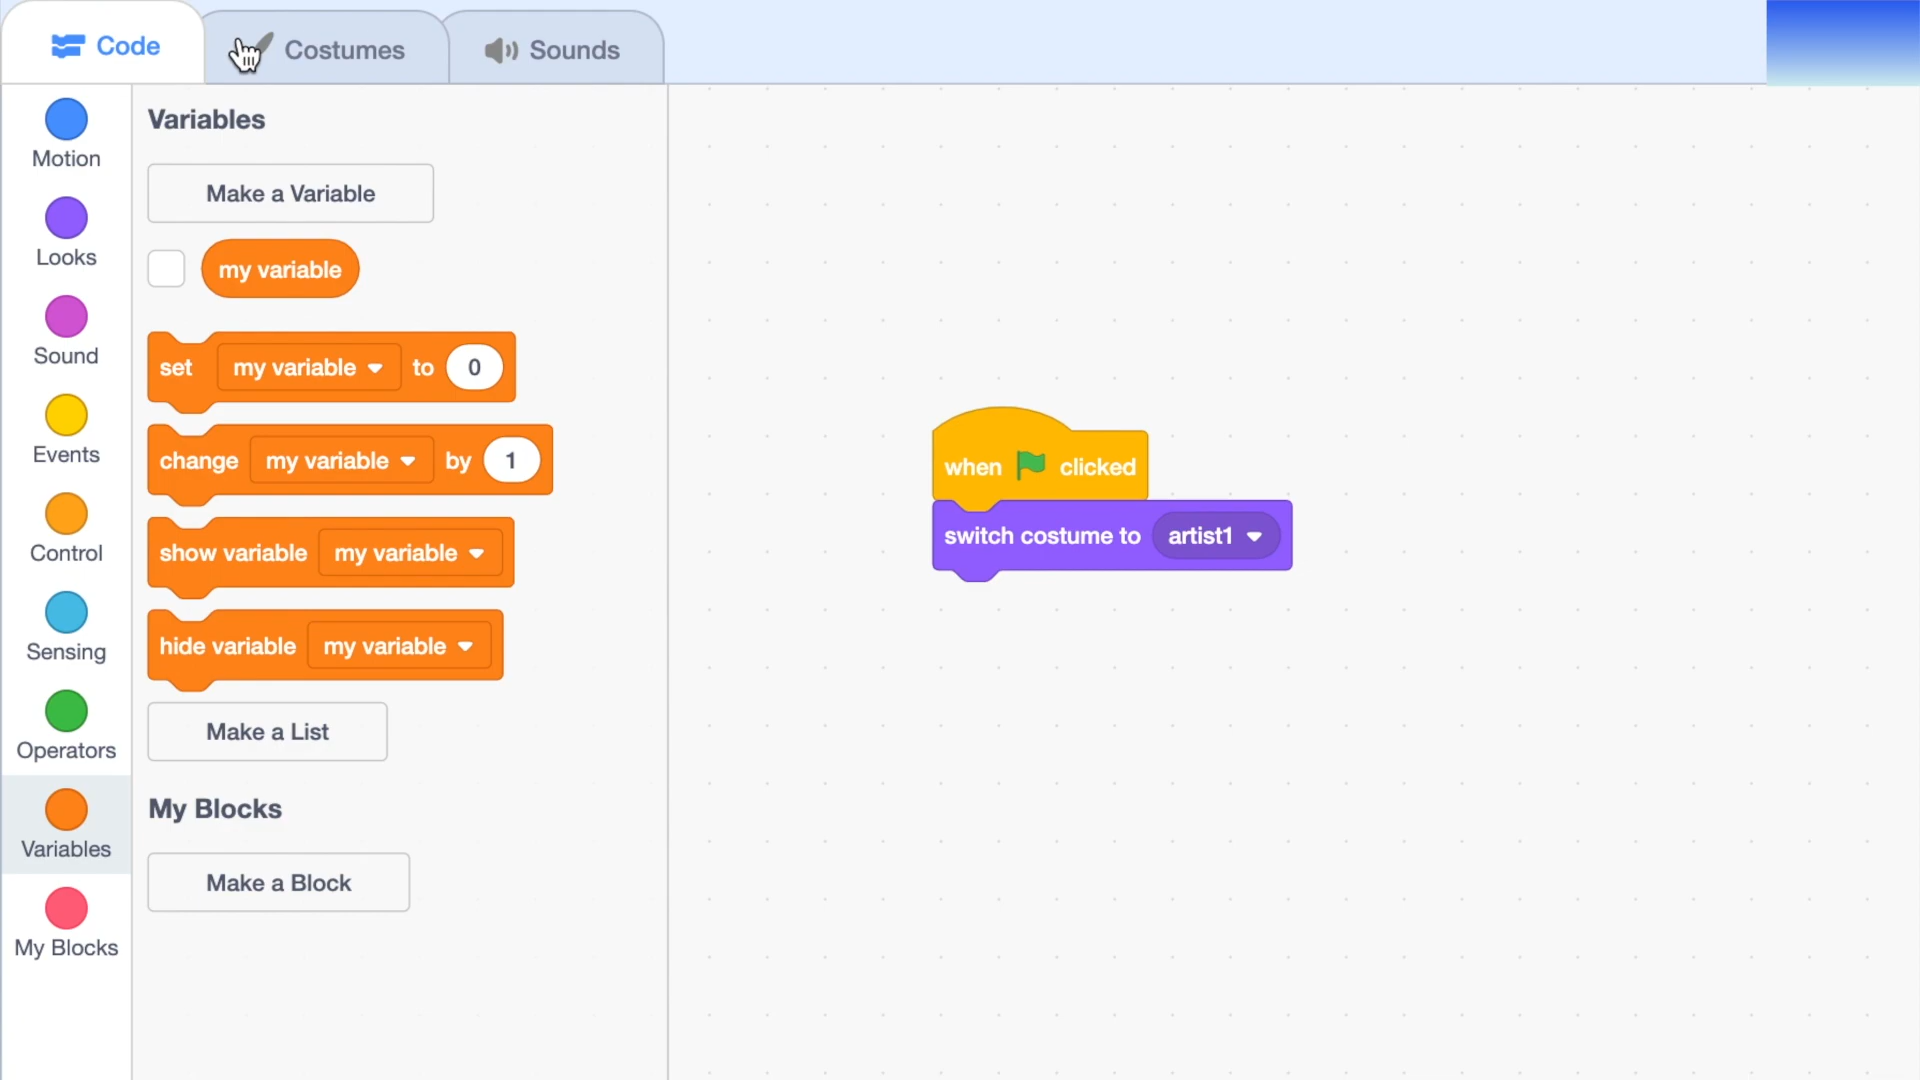 Code
Costumes
Sounds
Motion
Looks
Sound
Events
Control
Sensing
Operators
Variables
My Blocks
Variables
Make a Variable
my variable
set my variable to 0
change my variable by 1
show variable my variable
hide variable my variable
Make a List
My Blocks
Make a Block
when clicked
switch costume to artist1